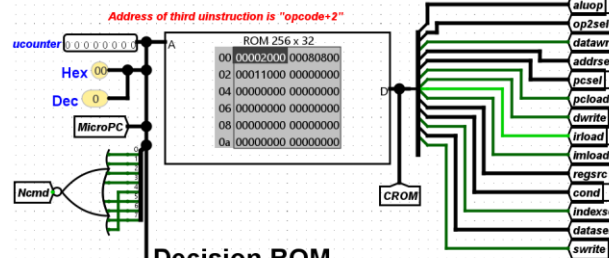 Address of third uinstruction is "opcode+2"
ucounter 0 0 0 0 0 0 0 0
Hex 00
Dec 0
MicroPC
Ncmd
A
ROM 256 x 32
00 00002000 00080800
02 00011000 00000000
04 00000000 00000000
06 00000000 00000000
08 00000000 00000000
0a 00000000 00000000
D
CROM
aluop
op2sel
datawr
addrse
pcsel
pcload
dwrite
irload
imload
regsrc
cond
indexse
datase
swrite
Decision ROM